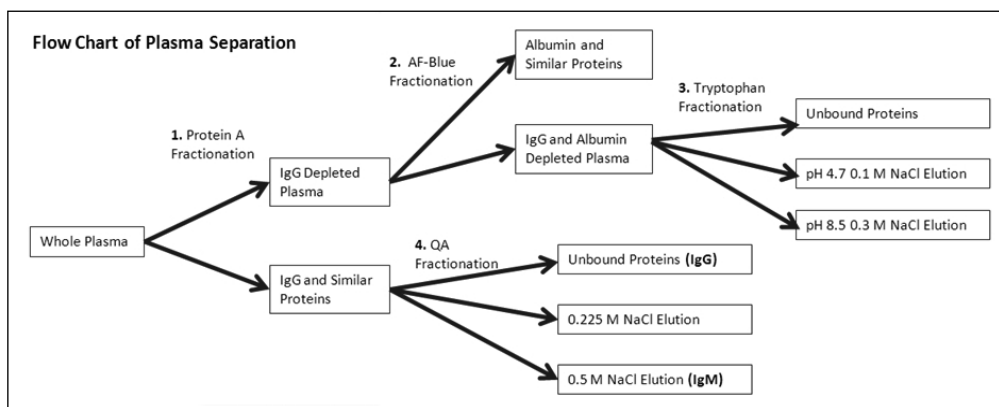 Flow Chart of Plasma Separation
1. Protein A
Fractionation
2. AF-Blue
Fractionation
3. Tryptophan
Fractionation
4. QA
Fractionation
Whole Plasma
IgG Depleted
Plasma
IgG and Similar
Proteins
Albumin and
Similar Proteins
IgG and Albumin
Depleted Plasma
Unbound Proteins
pH 4.7 0.1 M NaCl Elution
pH 8.5 0.3 M NaCl Elution
Unbound Proteins (IgG)
0.225 M NaCl Elution
0.5 M NaCl Elution (IgM)